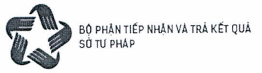 BỘ PHẬN TIẾP NHẬN VÀ TRẢ KẾT QUẢ
SỞ TƯ PHÁP